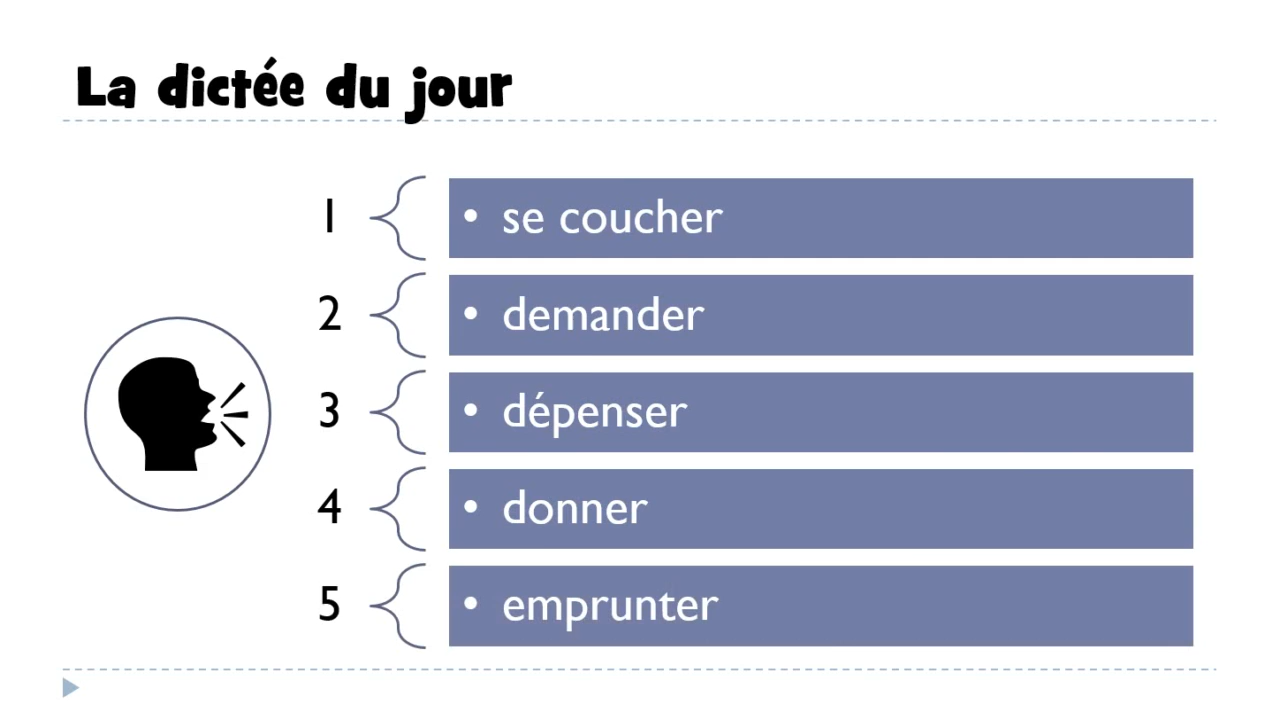 La dictée du jour
1 • se coucher
2 • demander
3 • dépenser
4 • donner
5 • emprunter